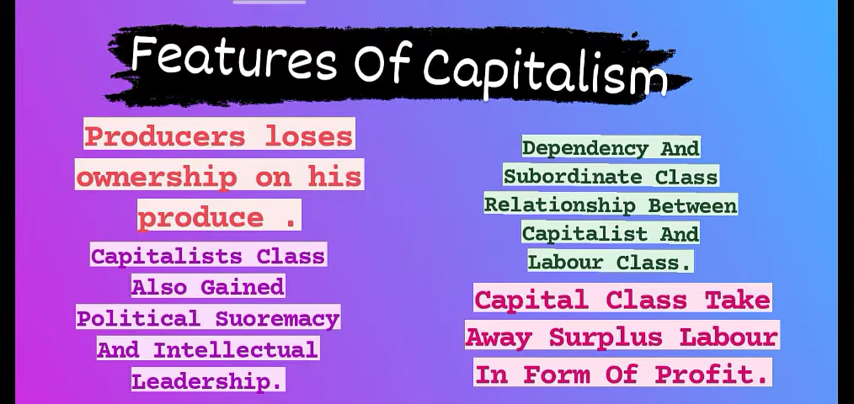 Features Of Capitalism
Producers loses
ownership on his
produce .
Capitalists Class
Also Gained
Political Suoremacy
And Intellectual
Leadership.
Dependency And
Subordinate Class
Relationship Between
Capitalist And
Labour Class.
Capital Class Take
Away Surplus Labour
In Form Of Profit.